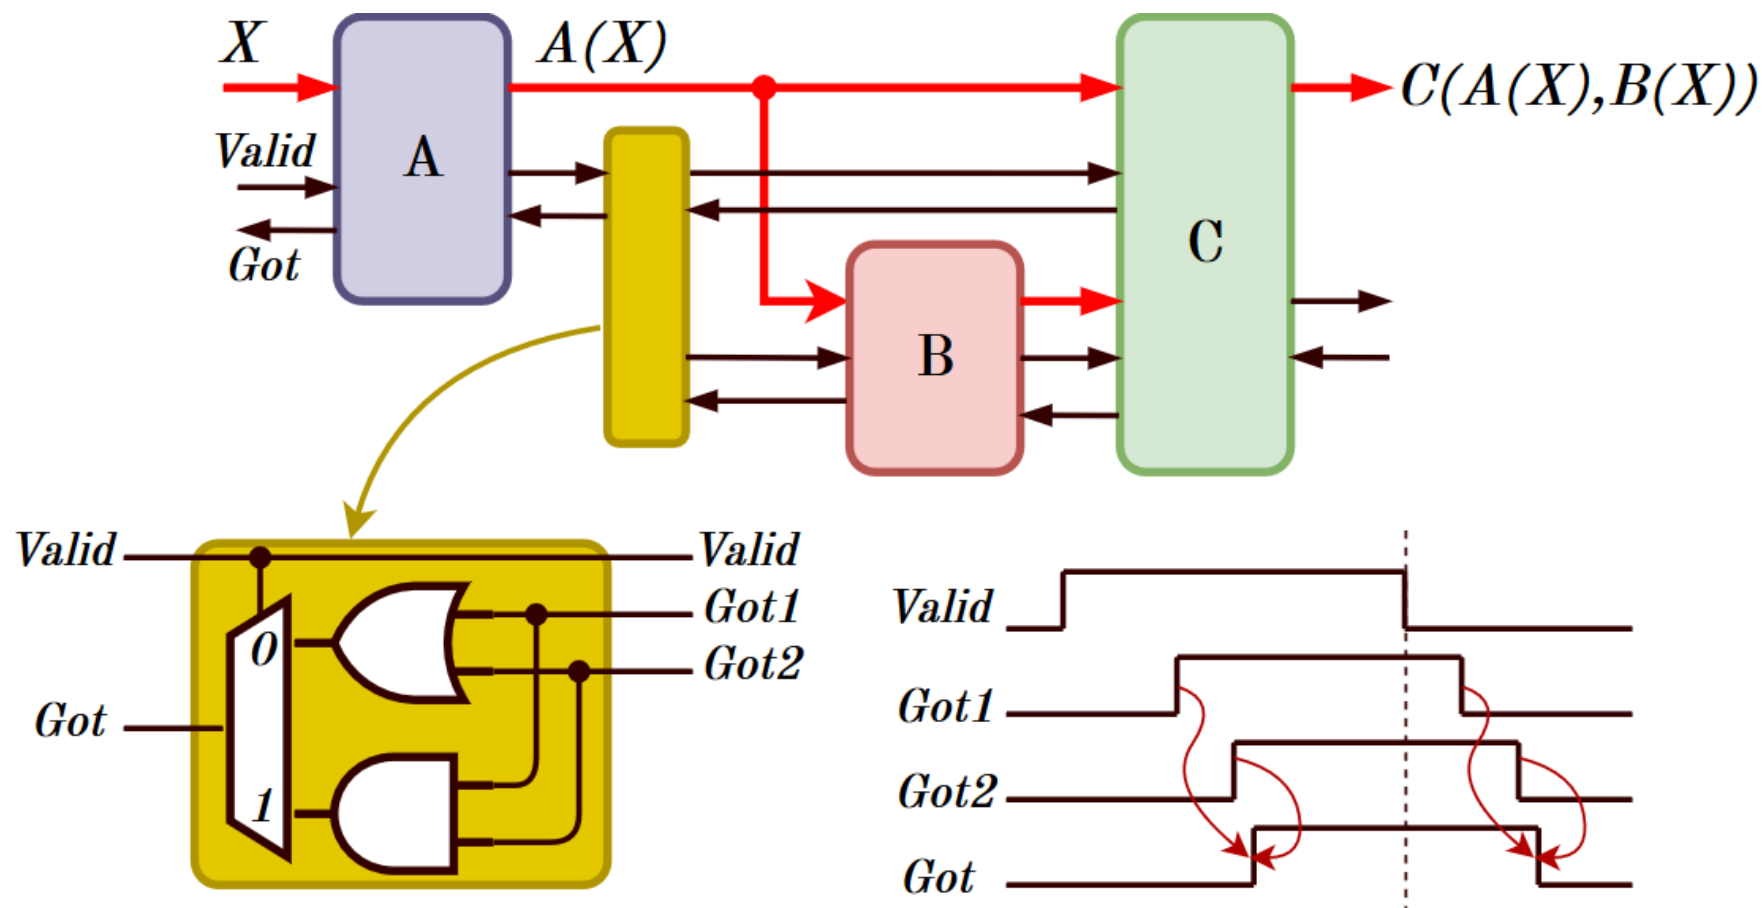 X
A(X)
C(A(X),B(X))
Valid
A
Got
C
B
Valid
Valid
Got1
0
Got2
Got
1
Valid
Got1
Got2
Got